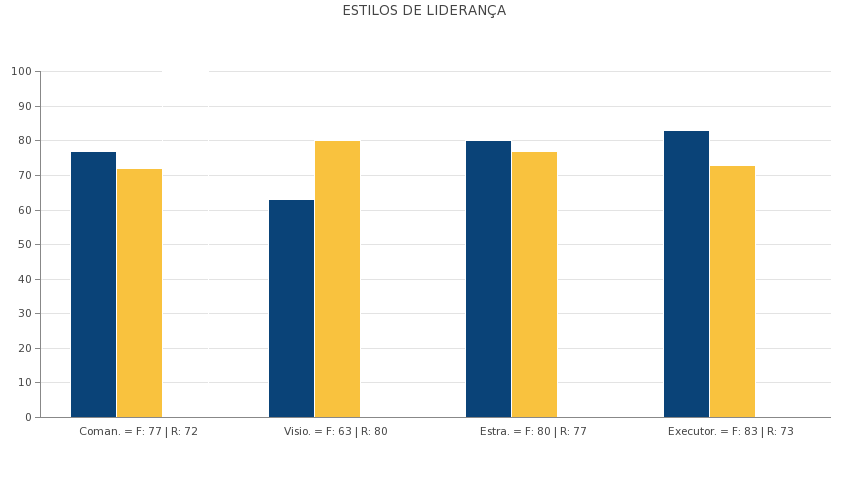 ESTILOS DE LIDERANÇA
100
90
80
70
60
50
40
30
20
10
0
Coman. = F: 77 | R: 72
Visio. = F: 63 | R: 80
Estra. = F: 80 | R: 77
Executor. = F: 83 | R: 73